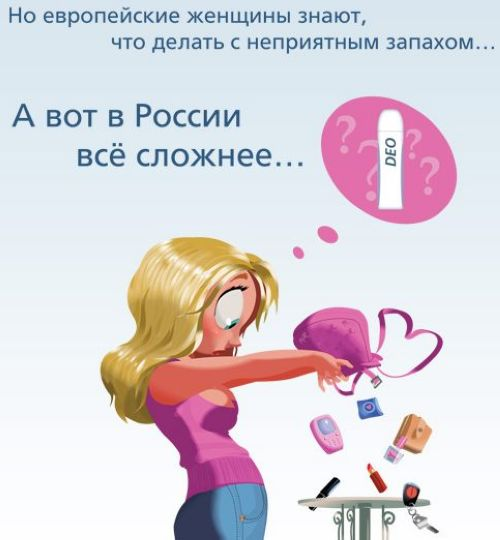 Но европейские женщины знают,
что делать с неприятным запахом...
А вот в России
всё сложнее...
DEO